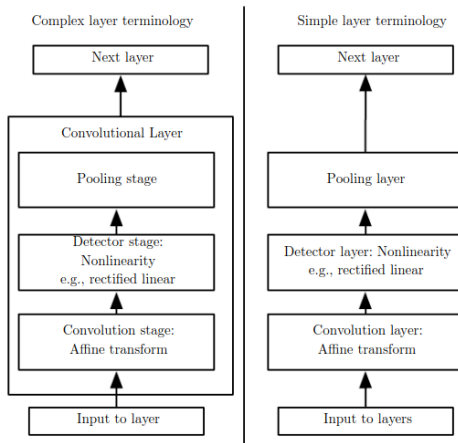 Complex layer terminology
Next layer
Convolutional Layer
Pooling stage
Detector stage:
Nonlinearity
e.g., rectified linear
Convolution stage:
Affine transform
Input to layer
Simple layer terminology
Next layer
Pooling layer
Detector layer: Nonlinearity
e.g., rectified linear
Convolution layer:
Affine transform
Input to layers